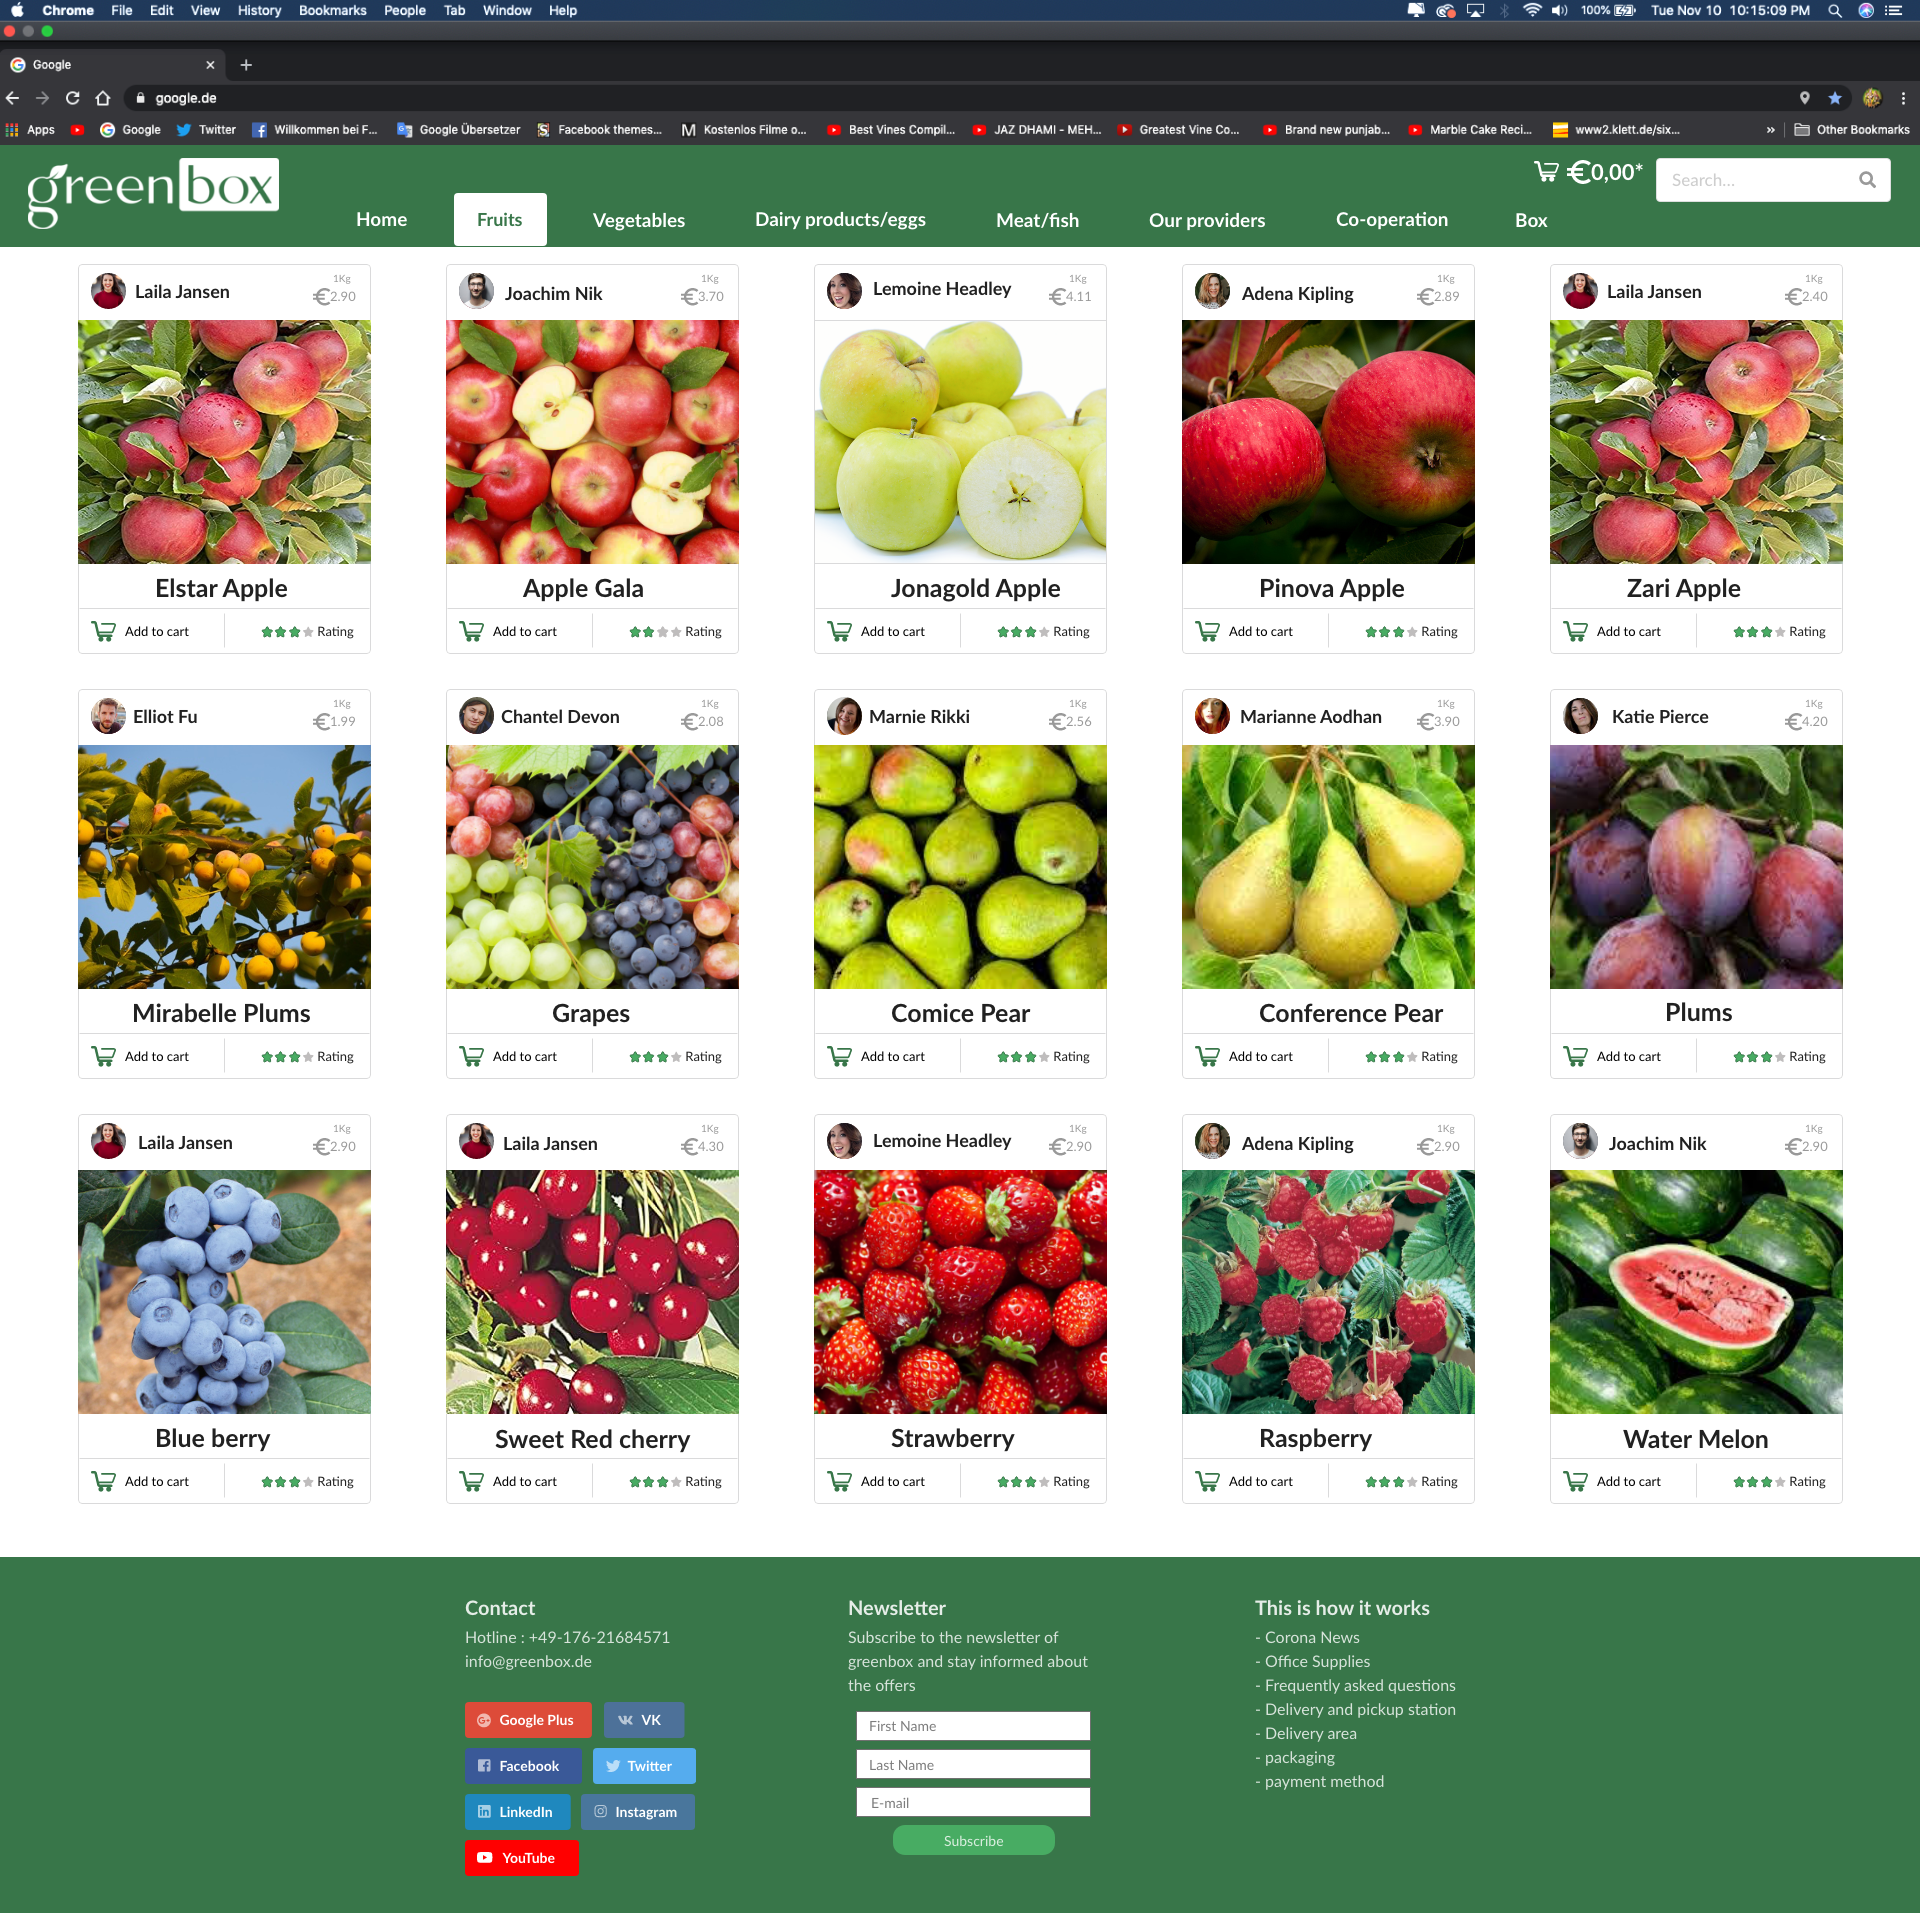 Chrome File Edit View History Bookmarks People Tab Window Help 100% Tue Nov 10 10:15:09 PM
Google
google.de
Apps Google Twitter Willkommen bei F... Google Übersetzer Facebook themes... Kostenlos Filme o... Best Vines Compil... JAZ DHAMI - MEH... Greatest Vine Co... Brand new punjab... Marble Cake Reci... www2.klett.de/six... » Other Bookmarks
greenbox
€0,00* Search...
Home Fruits Vegetables Dairy products/eggs Meat/fish Our providers Co-operation Box
Laila Jansen 1Kg €2.90
Elstar Apple
Add to cart Rating
Joachim Nik 1Kg €3.70
Apple Gala
Add to cart Rating
Lemoine Headley 1Kg €4.11
Jonagold Apple
Add to cart Rating
Adena Kipling 1Kg €2.89
Pinova Apple
Add to cart Rating
Laila Jansen 1Kg €2.40
Zari Apple
Add to cart Rating
Elliot Fu 1Kg €1.99
Mirabelle Plums
Add to cart Rating
Chantel Devon 1Kg €2.08
Grapes
Add to cart Rating
Marnie Rikki 1Kg €2.56
Comice Pear
Add to cart Rating
Marianne Aodhan 1Kg €3.90
Conference Pear
Add to cart Rating
Katie Pierce 1Kg €4.20
Plums
Add to cart Rating
Laila Jansen 1Kg €2.90
Blue berry
Add to cart Rating
Laila Jansen 1Kg €4.30
Sweet Red cherry
Add to cart Rating
Lemoine Headley 1Kg €2.90
Strawberry
Add to cart Rating
Adena Kipling 1Kg €2.90
Raspberry
Add to cart Rating
Joachim Nik 1Kg €2.90
Water Melon
Add to cart Rating
Contact
Hotline : +49-176-21684571
info@greenbox.de
Google Plus VK
Facebook Twitter
LinkedIn Instagram
YouTube
Newsletter
Subscribe to the newsletter of
greenbox and stay informed about
the offers
First Name
Last Name
E-mail
Subscribe
This is how it works
- Corona News
- Office Supplies
- Frequently asked questions
- Delivery and pickup station
- Delivery area
- packaging
- payment method